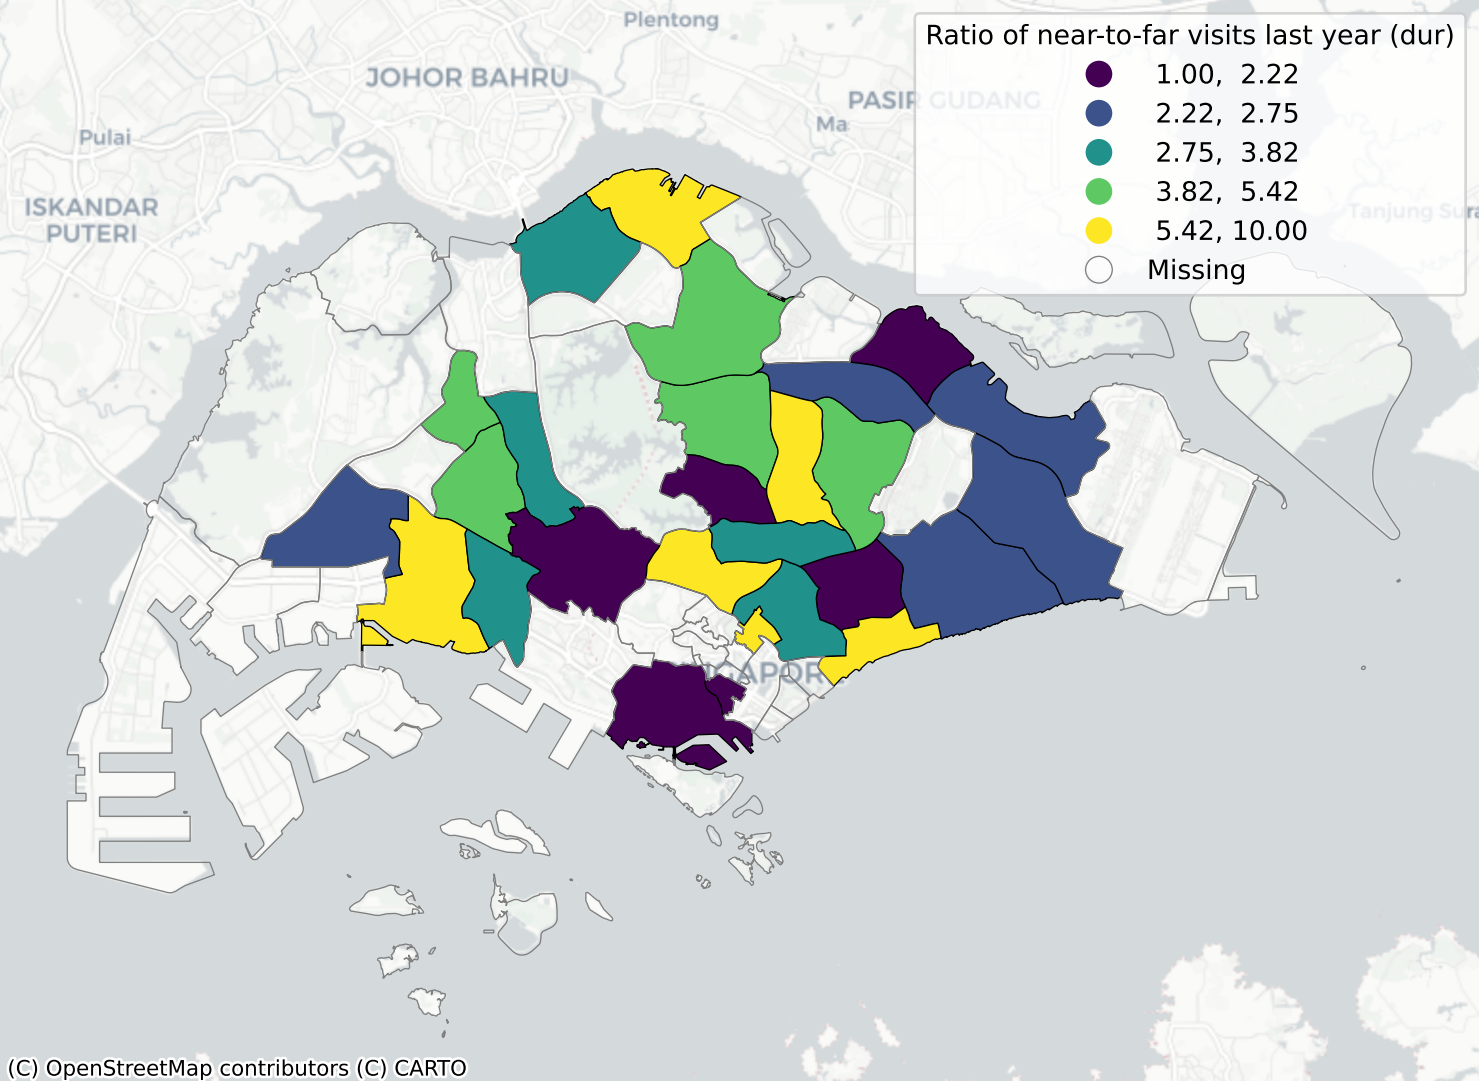 Plentong
JOHOR BAHRU
PASIR GUDANG
Ma
Pulai
ISKANDAR
PUTERI
Tanjung Sura
Ratio of near-to-far visits last year (dur)
1.00, 2.22
2.22, 2.75
2.75, 3.82
3.82, 5.42
5.42, 10.00
Missing
NGAPOR
(C) OpenStreetMap contributors (C) CARTO